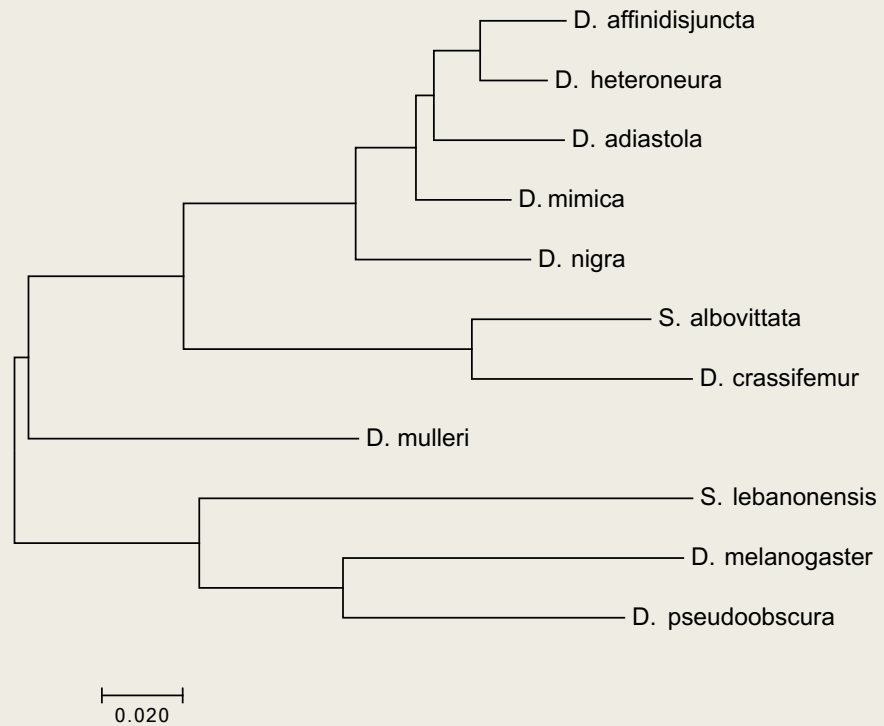 D. affinidisjuncta
D. heteroneura
D. adiastola
D. mimica
D. nigra
S. albovittata
D. crassifemur
D. mulleri
S. lebanonensis
D. melanogaster
D. pseudoobscura
0.020